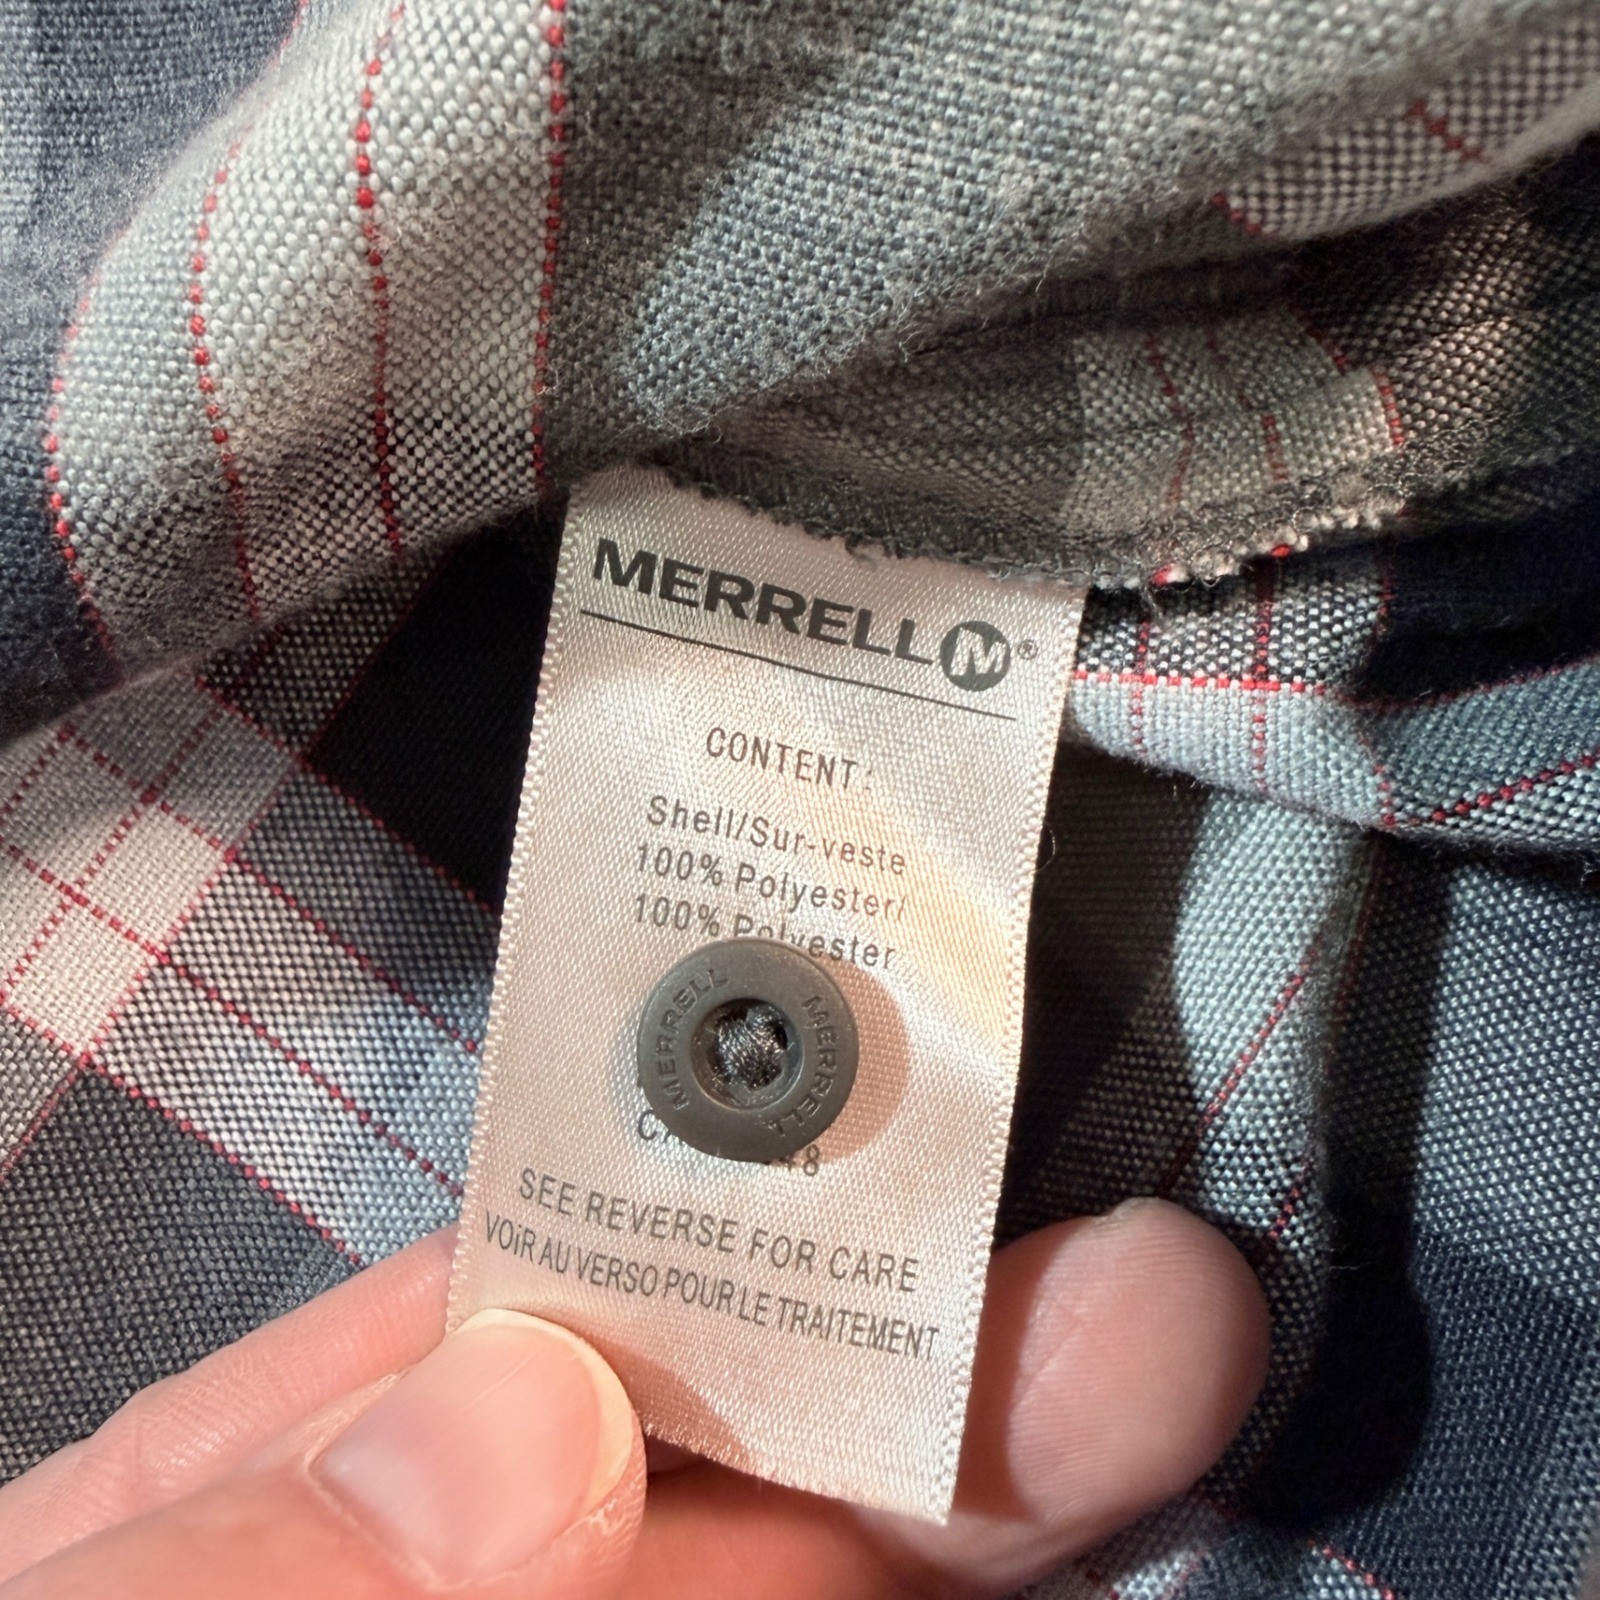 MERRELL M®
CONTENT:
Shell/Sur-veste
100% Polyester/
100% Polyester
MERRELL MERRELL
SEE REVERSE FOR CARE
VOiR AU VERSO POUR LE TRAITEMENT